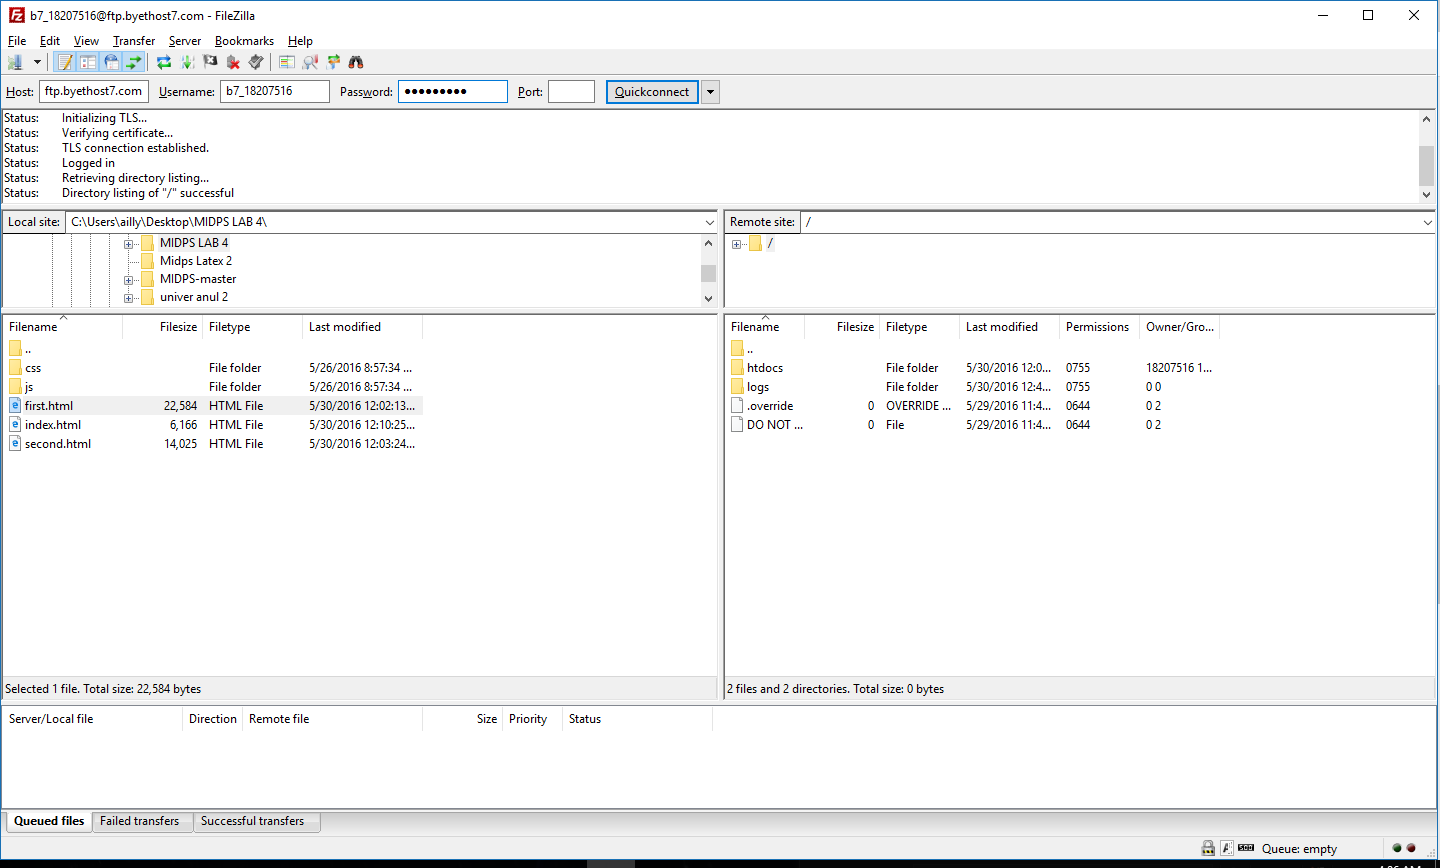 b7_18207516@ftp.byethost7.com - FileZilla
File Edit View Transfer Server Bookmarks Help
Host: ftp.byethost7.com Username: b7_18207516 Password: ●●●●●●●●● Port: Quickconnect
Status: Initializing TLS...
Status: Verifying certificate...
Status: TLS connection established.
Status: Logged in
Status: Retrieving directory listing...
Status: Directory listing of "/" successful
Local site: C:\Users\ailly\Desktop\MIDPS LAB 4\
MIDPS LAB 4
Midps Latex 2
MIDPS-master
univer anul 2
Remote site: /
/
Filename Filesize Filetype Last modified
..
css File folder 5/26/2016 8:57:34 ...
js File folder 5/26/2016 8:57:34 ...
first.html 22,584 HTML File 5/30/2016 12:02:13...
index.html 6,166 HTML File 5/30/2016 12:10:25...
second.html 14,025 HTML File 5/30/2016 12:03:24...
Selected 1 file. Total size: 22,584 bytes
Filename Filesize Filetype Last modified Permissions Owner/Gro...
..
htdocs File folder 5/30/2016 12:0... 0755 18207516 1...
logs File folder 5/30/2016 12:4... 0755 0 0
.override 0 OVERRIDE ... 5/29/2016 11:4... 0644 0 2
DO NOT ... 0 File 5/29/2016 11:4... 0644 0 2
2 files and 2 directories. Total size: 0 bytes
Server/Local file Direction Remote file Size Priority Status
Queued files Failed transfers Successful transfers
Queue: empty